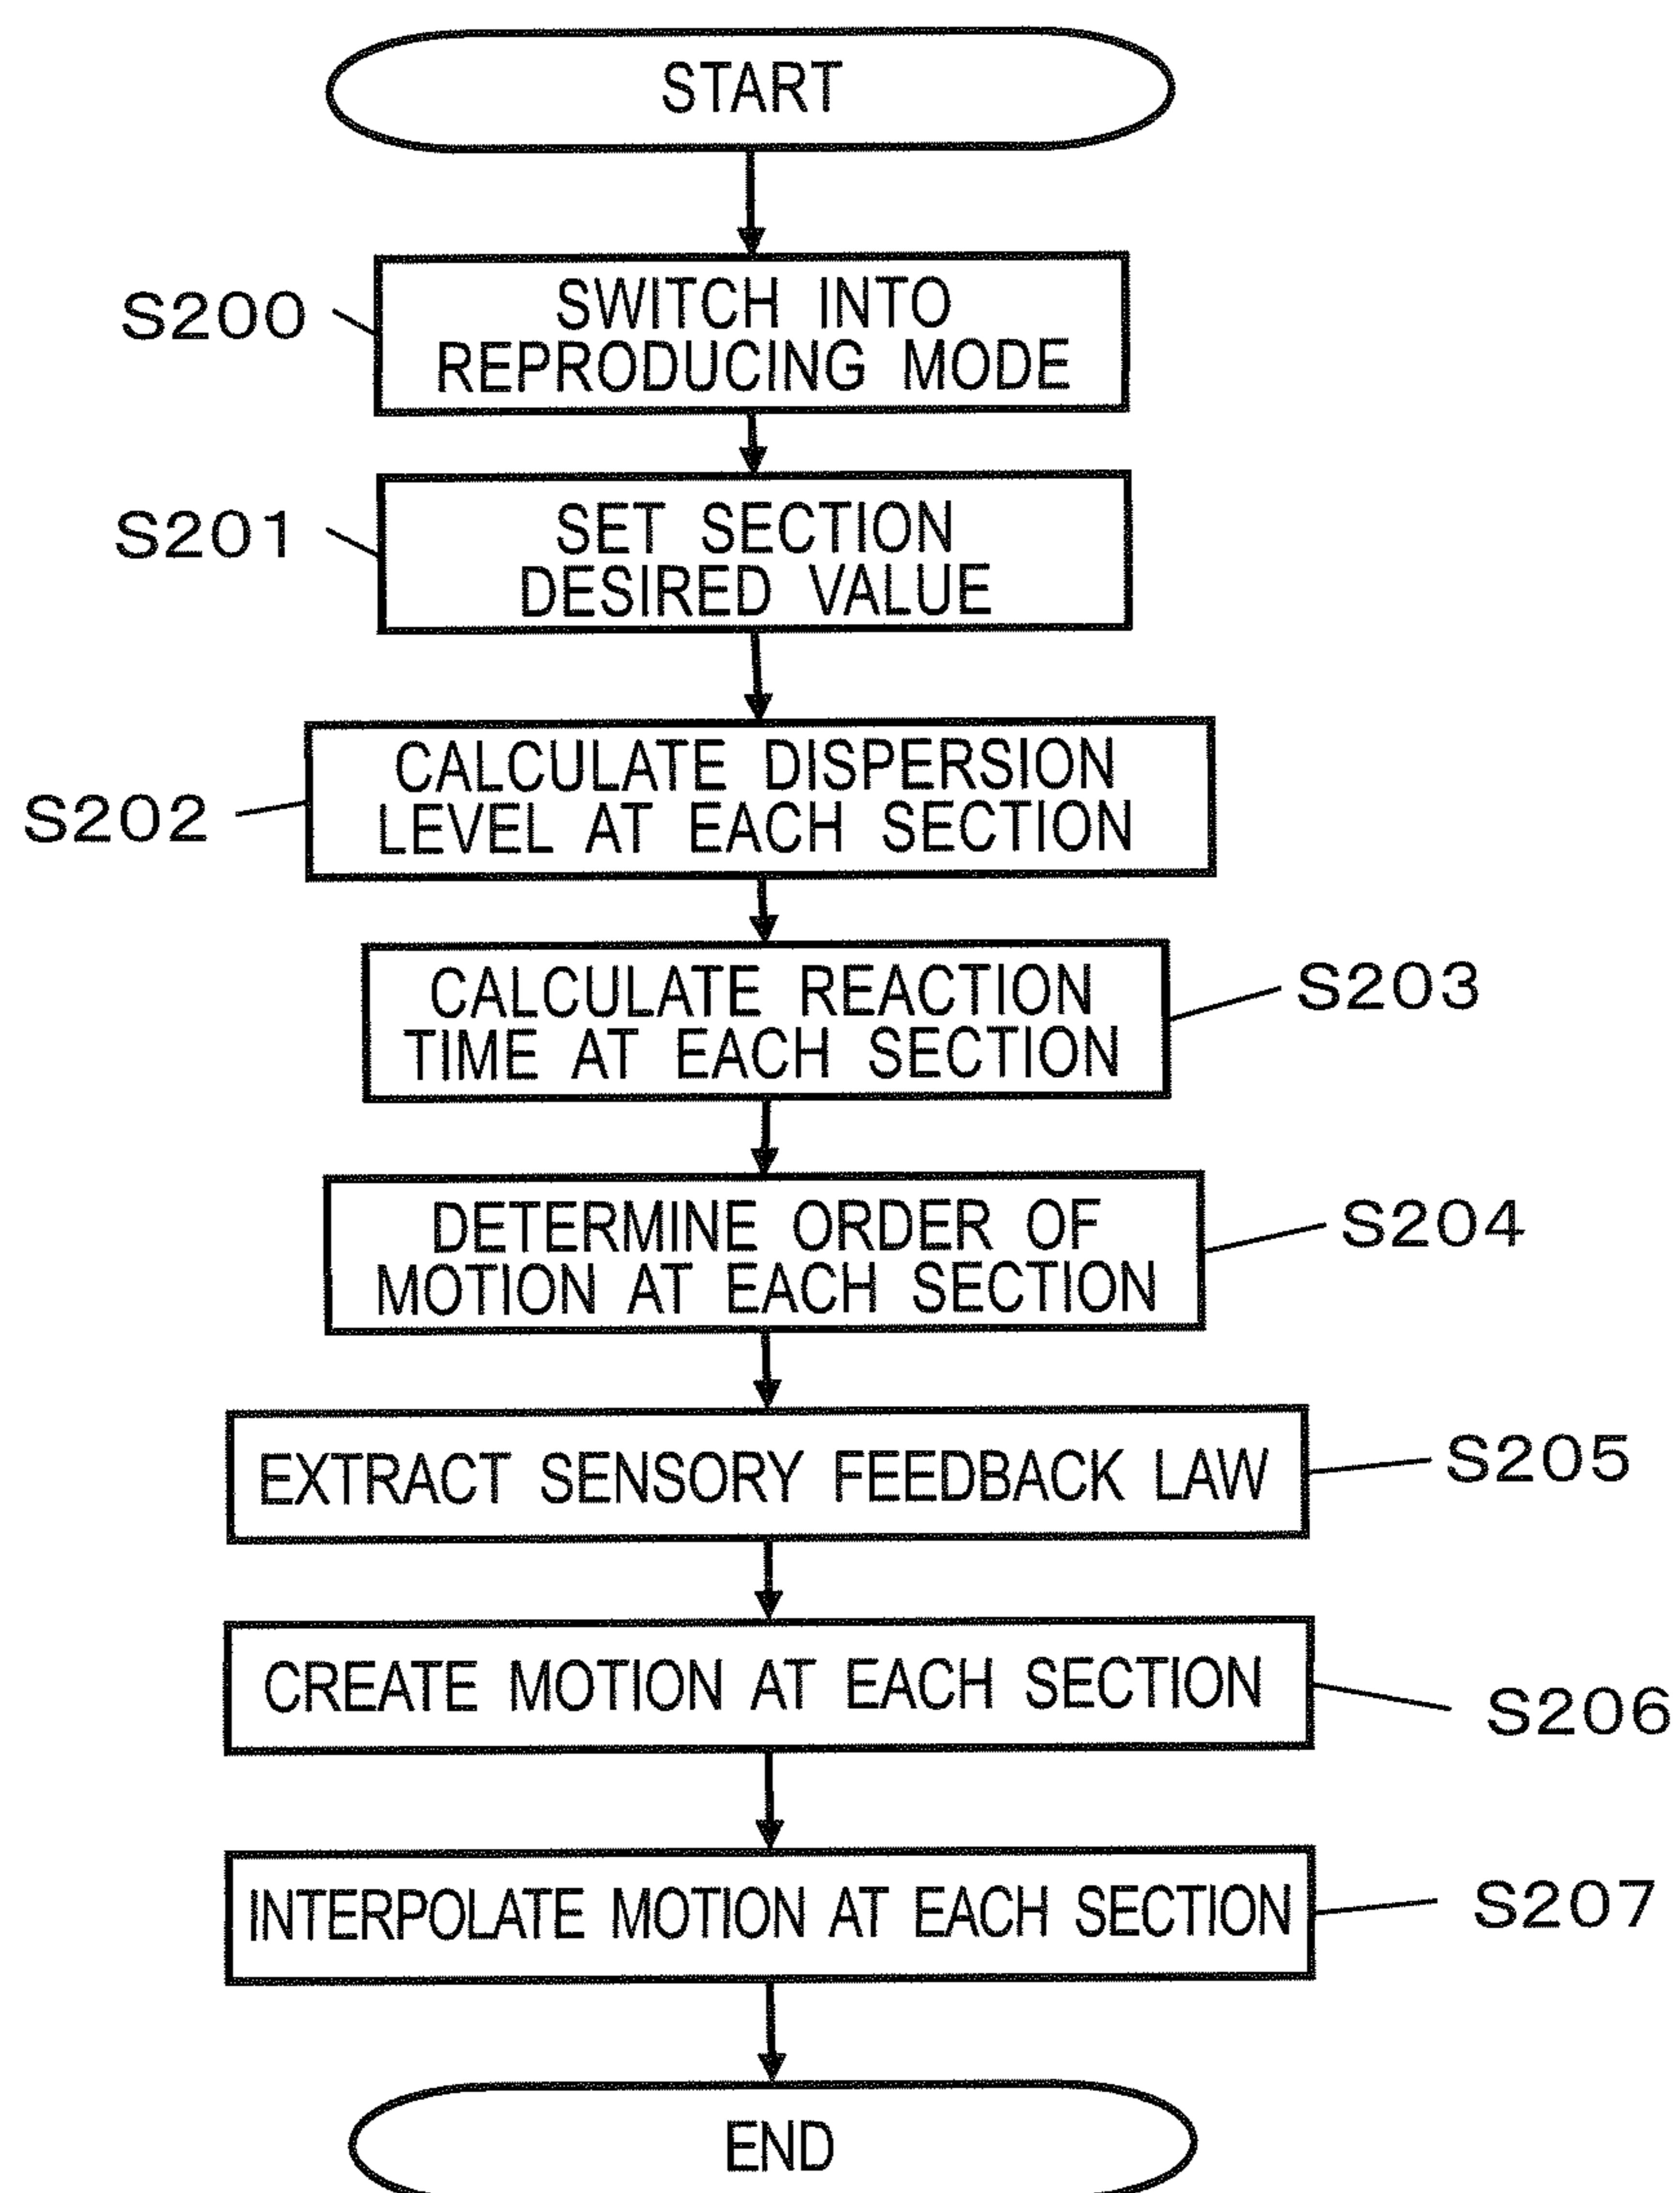 START
S200
SWITCH INTO
REPRODUCING MODE
S201
SET SECTION
DESIRED VALUE
S202
CALCULATE DISPERSION
LEVEL AT EACH SECTION
CALCULATE REACTION
TIME AT EACH SECTION
S203
DETERMINE ORDER OF
MOTION AT EACH SECTION
S204
EXTRACT SENSORY FEEDBACK LAW
S205
CREATE MOTION AT EACH SECTION
S206
INTERPOLATE MOTION AT EACH SECTION
S207
END